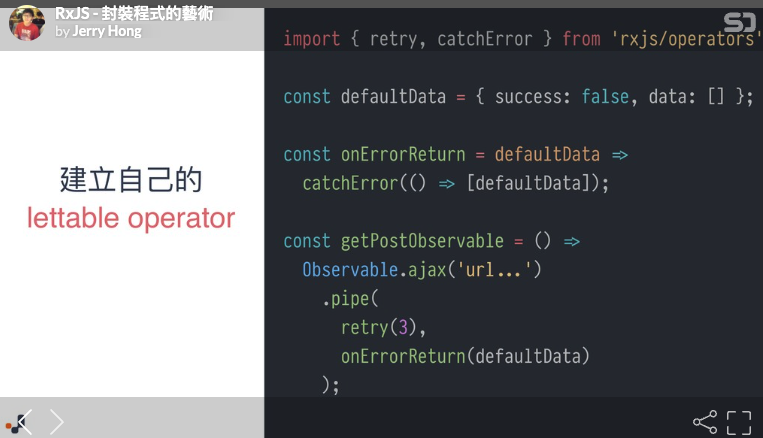 RxJS - 封裝程式的藝術
by Jerry Hong
建立自己的
lettable operator
import { retry, catchError } from 'rxjs/operators'
const defaultData = { success: false, data: [] };
const onErrorReturn = defaultData =>
catchError(() => [defaultData]);
const getPostObservable = () =>
Observable.ajax('url...')
.pipe(
retry(3),
onErrorReturn(defaultData)
);